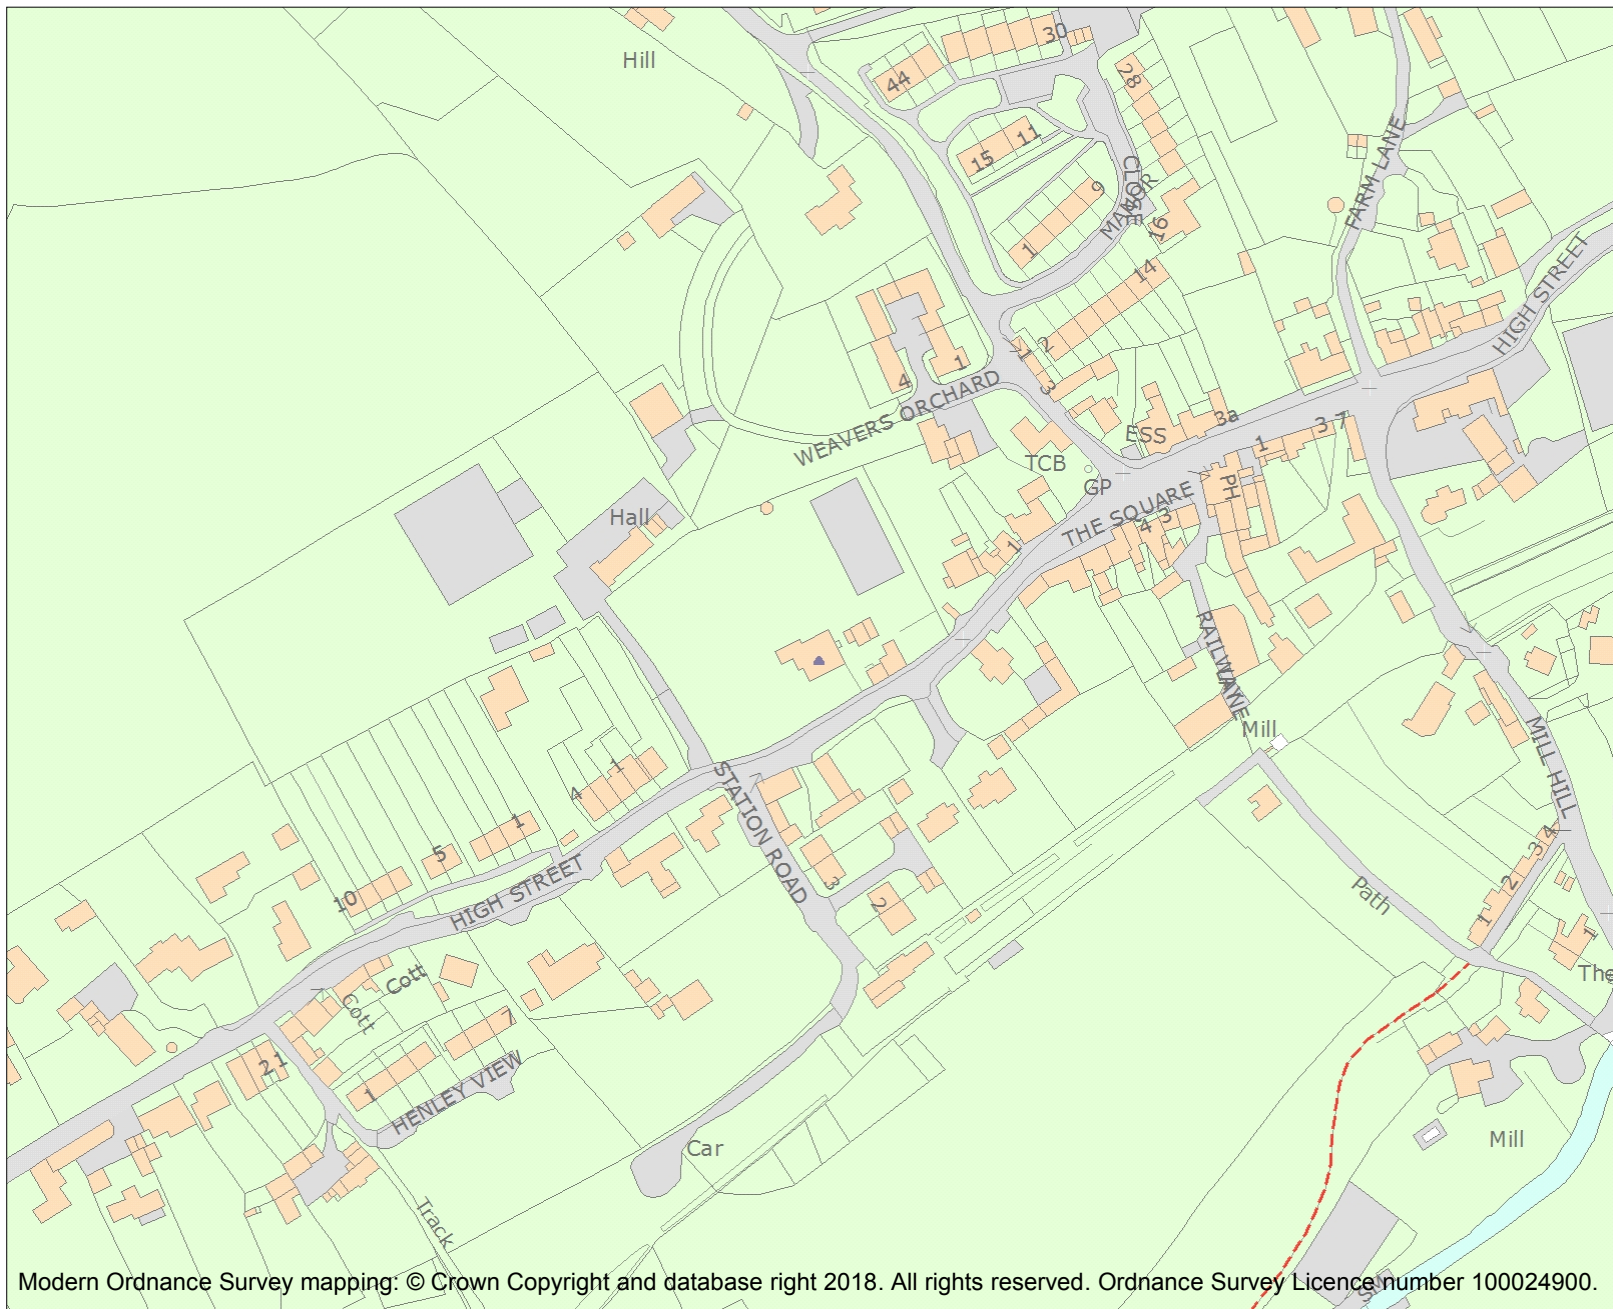 Hill
30
44
28
15
11
9
CLOSE
MANOR
16
1
14
FARM LANE
HIGH STREET
1
2
3
1
4
WEAVERS ORCHARD
3a
ESS
3 7
1
TCB
GP
PH
THE SQUARE
4 3
1
Hall
RAILWAY
LANE
Mill
MILL HILL
STATION ROAD
1
4
1
5
10
HIGH STREET
3
2
Path
3 4
2
1
1
The
Cott
Cott
7
2 1
1
HENLEY VIEW
Car
Mill
Track
Modern Ordnance Survey mapping: © Crown Copyright and database right 2018. All rights reserved. Ordnance Survey Licence number 100024900.